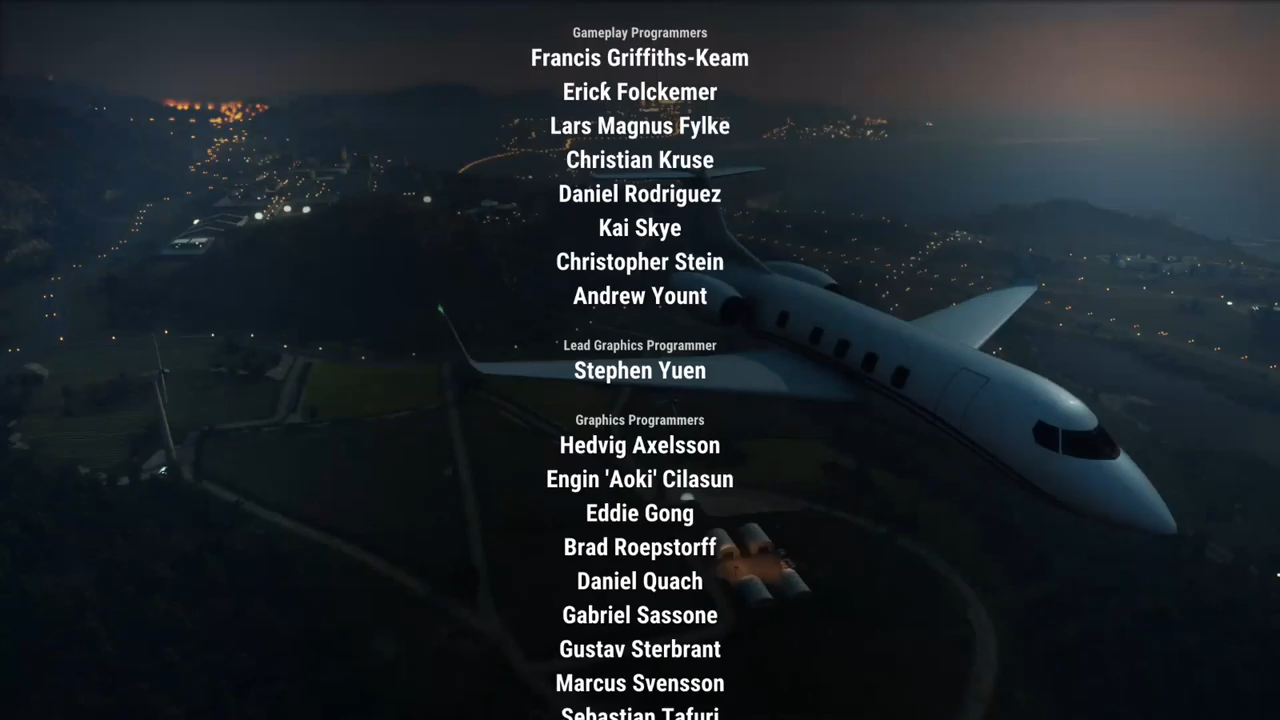 Gameplay Programmers
Francis Griffiths-Keam
Erick Folckemer
Lars Magnus Fylke
Christian Kruse
Daniel Rodriguez
Kai Skye
Christopher Stein
Andrew Yount
Lead Graphics Programmer
Stephen Yuen
Graphics Programmers
Hedvig Axelsson
Engin 'Aoki' Cilasun
Eddie Gong
Brad Roepstorff
Daniel Quach
Gabriel Sassone
Gustav Sterbrant
Marcus Svensson
Sebastian Tafuri